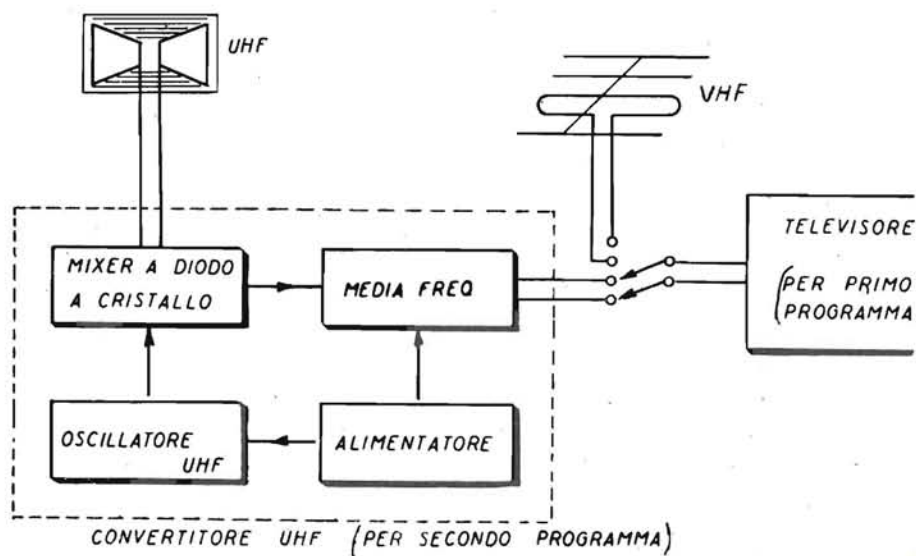 UHF
VHF
MIXER A DIODO
A CRISTALLO
MEDIA FREQ
TELEVISORE
(PER PRIMO
PROGRAMMA
OSCILLATORE
UHF
ALIMENTATORE
CONVERTITORE UHF (PER SECONDO PROGRAMMA)